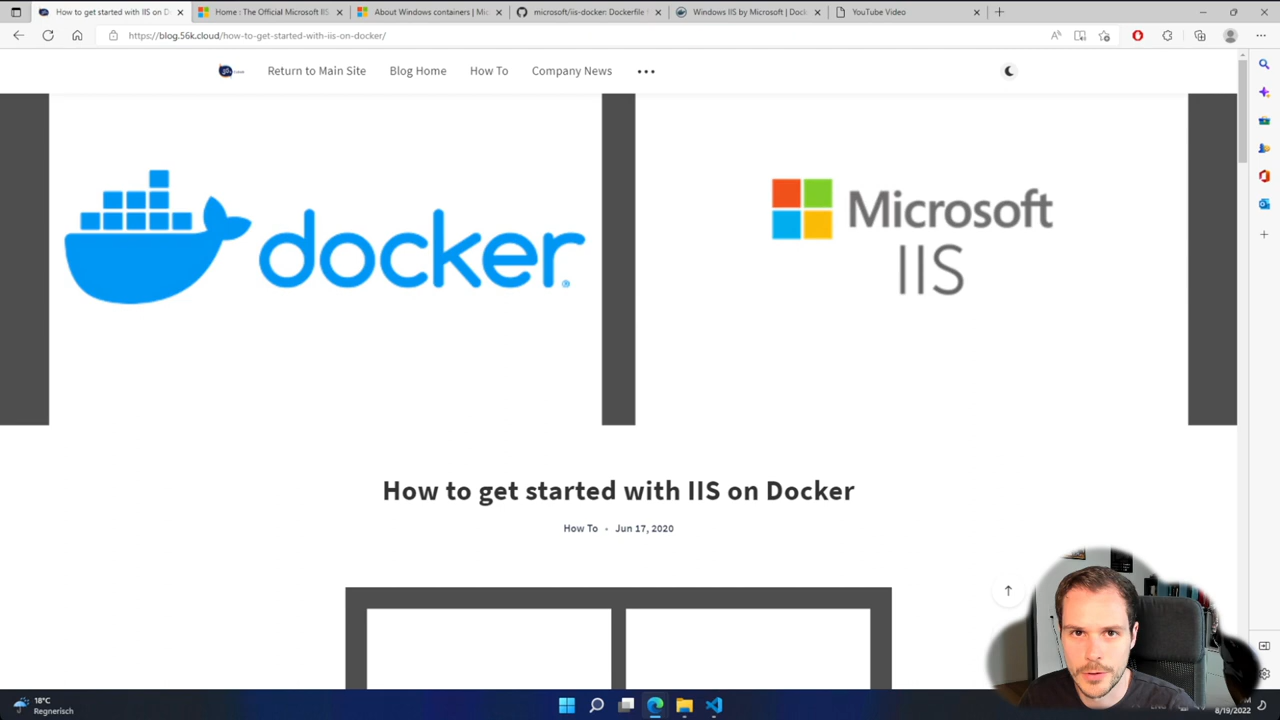 How to get started with IIS on D
Home : The Official Microsoft IIS
About Windows containers | Mic
microsoft/iis-docker: Dockerfile
Windows IIS by Microsoft | Dock
YouTube Video
https://blog.56k.cloud/how-to-get-started-with-iis-on-docker/
Return to Main Site
Blog Home
How To
Company News
docker
Microsoft
IIS
How to get started with IIS on Docker
How To • Jun 17, 2020
18°C
Regnerisch
8/19/2022